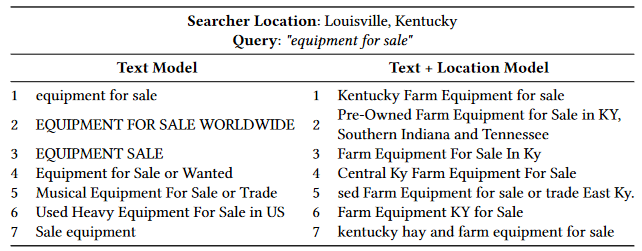 Searcher Location: Louisville, Kentucky
Query: "equipment for sale"
Text Model Text + Location Model
1 equipment for sale 1 Kentucky Farm Equipment for sale
2 EQUIPMENT FOR SALE WORLDWIDE 2 Pre-Owned Farm Equipment for Sale in KY,
Southern Indiana and Tennessee
3 EQUIPMENT SALE 3 Farm Equipment For Sale In Ky
4 Equipment for Sale or Wanted 4 Central Ky Farm Equipment For Sale
5 Musical Equipment For Sale or Trade 5 sed Farm Equipment for sale or trade East Ky.
6 Used Heavy Equipment For Sale in US 6 Farm Equipment KY for Sale
7 Sale equipment 7 kentucky hay and farm equipment for sale